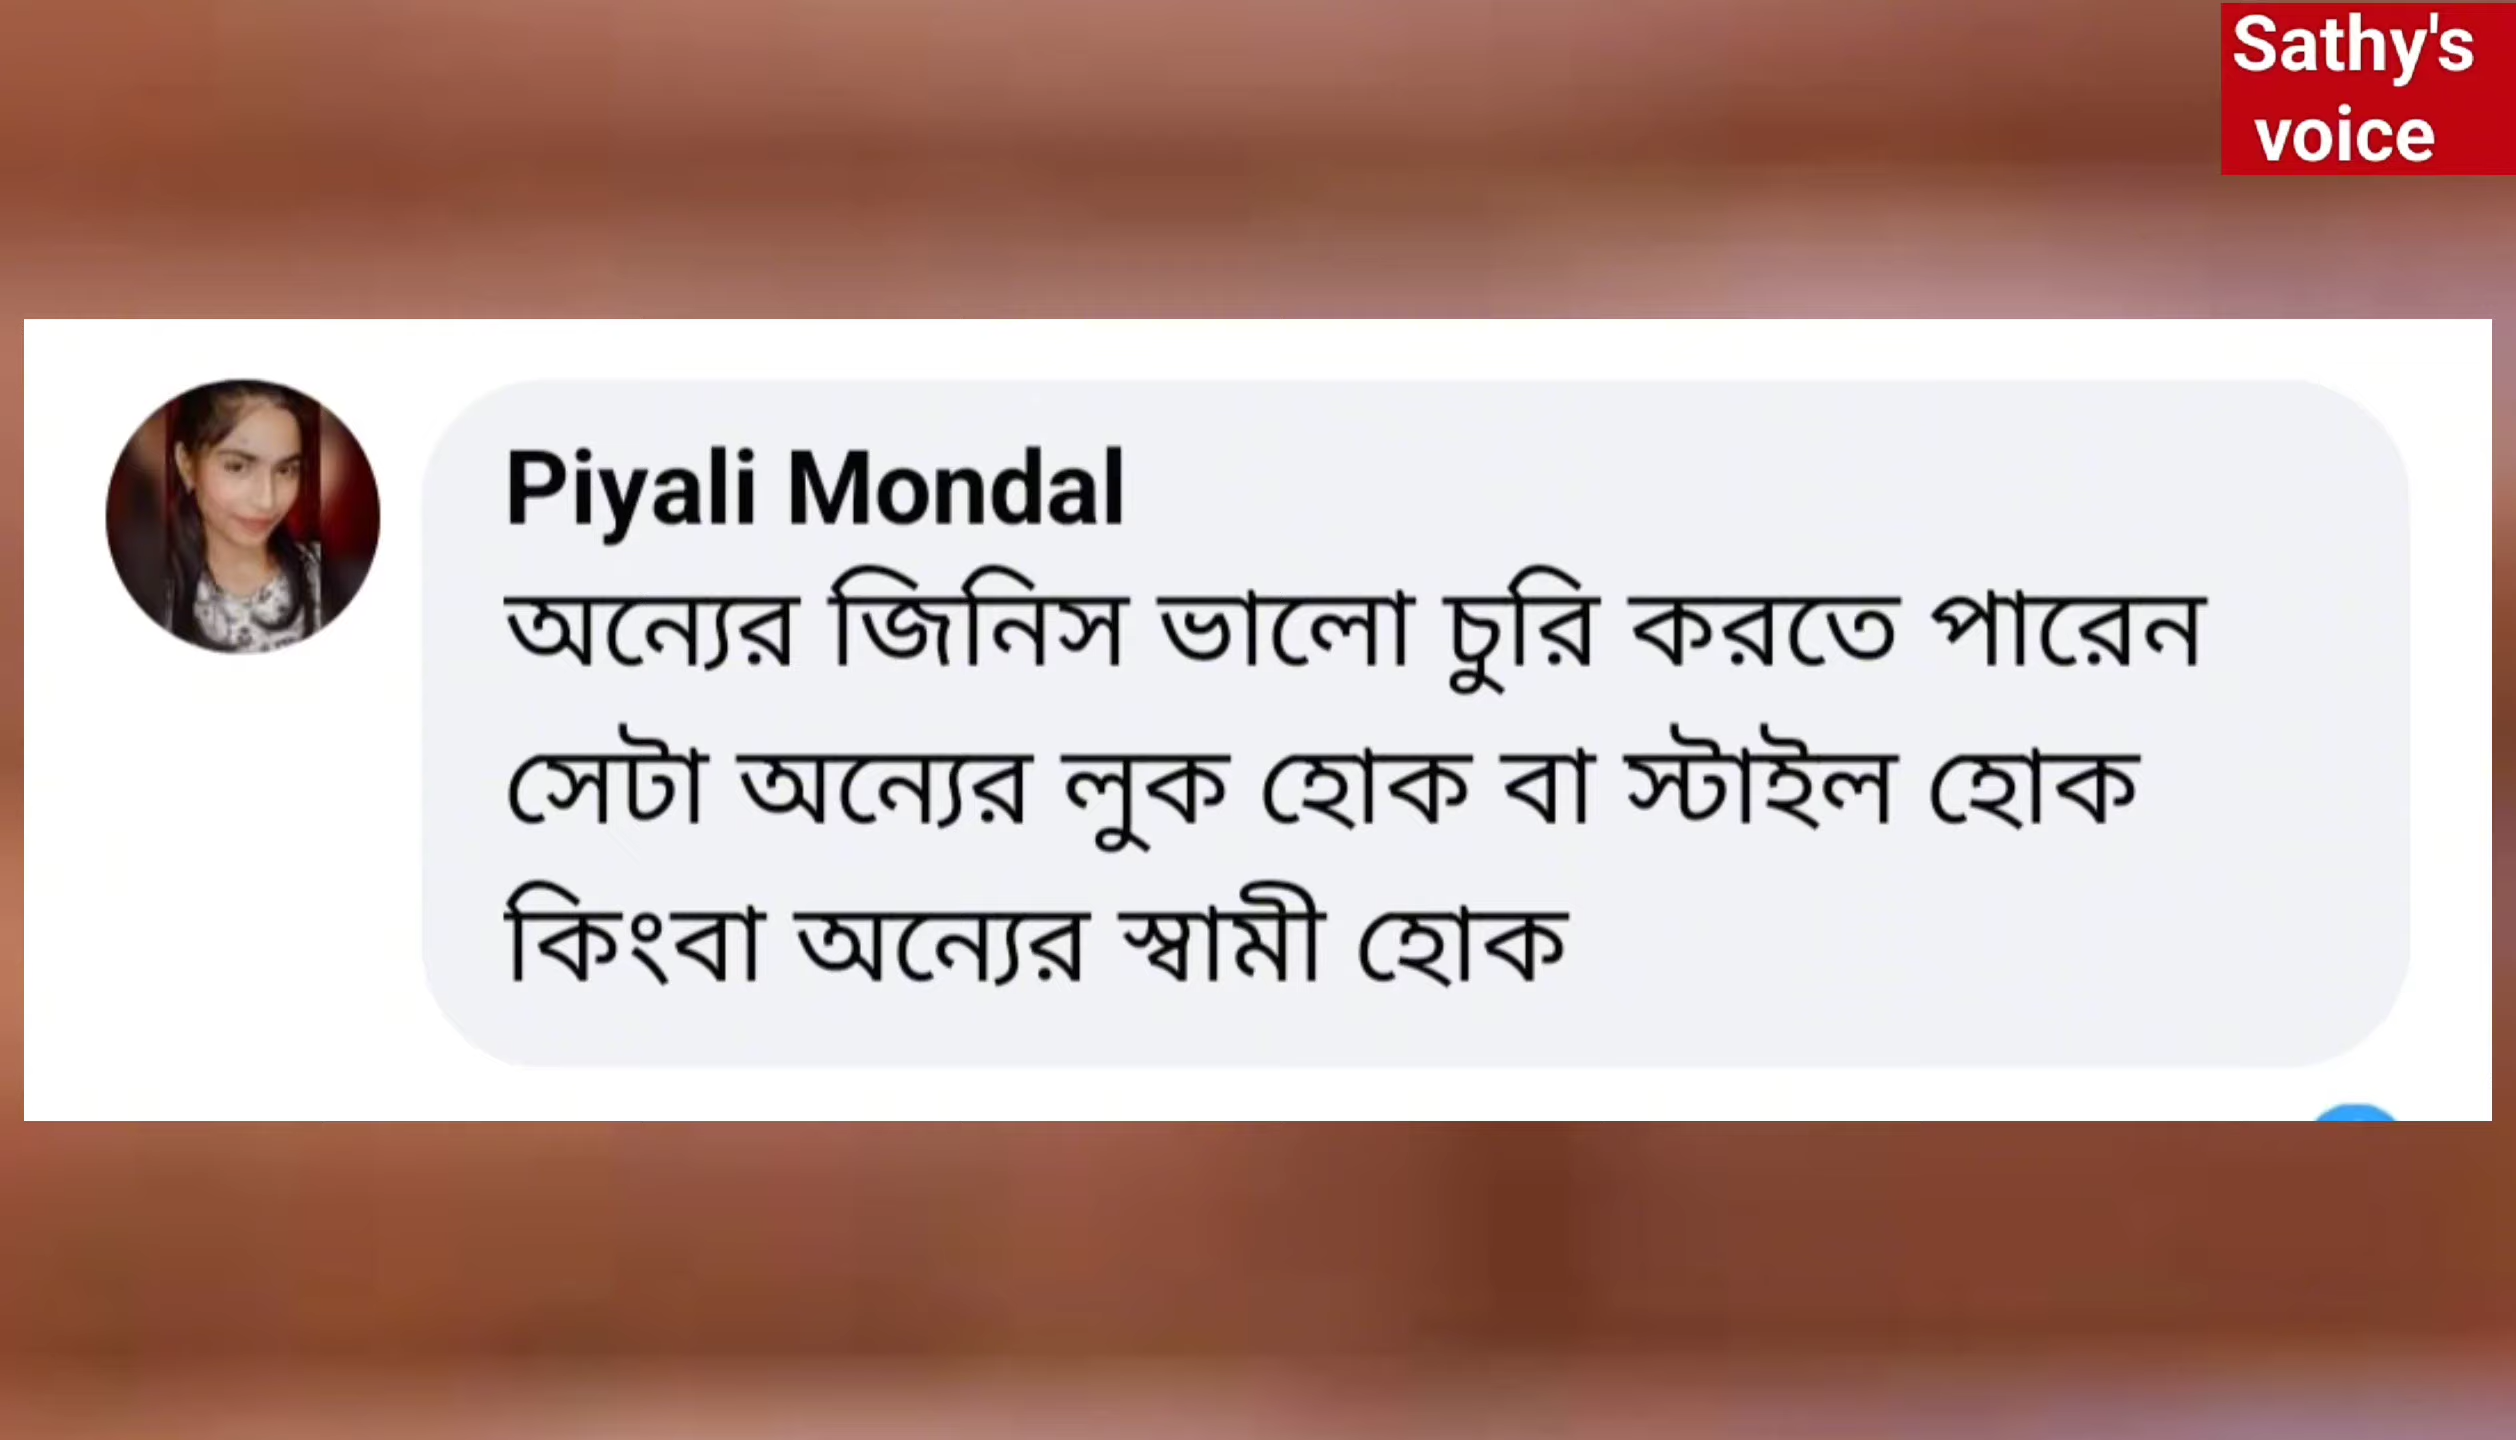 Sathy's
voice
Piyali Mondal
অন্যের জিনিস ভালো চুরি করতে পারেন
সেটা অন্যের লুক হোক বা স্টাইল হোক
কিংবা অন্যের স্বামী হোক